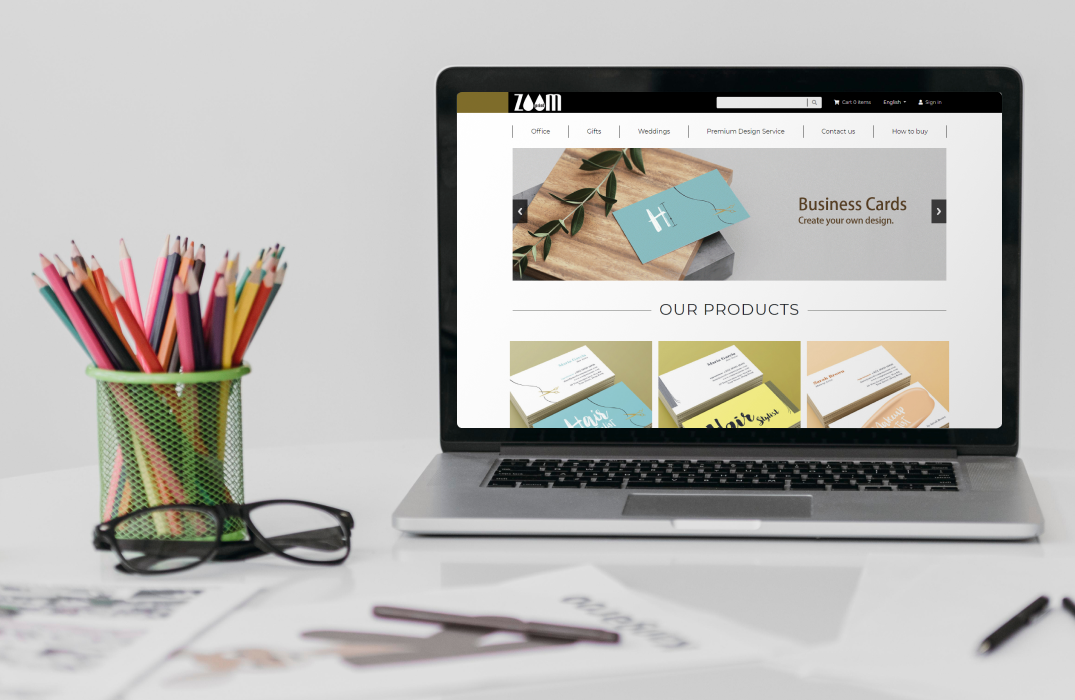 ZOOM
Cart 0 items English Sign in
Office Gifts Weddings Premium Design Service Contact us How to buy
H
Business Cards
Create your own design.
OUR PRODUCTS
Hair
Hair Stylist